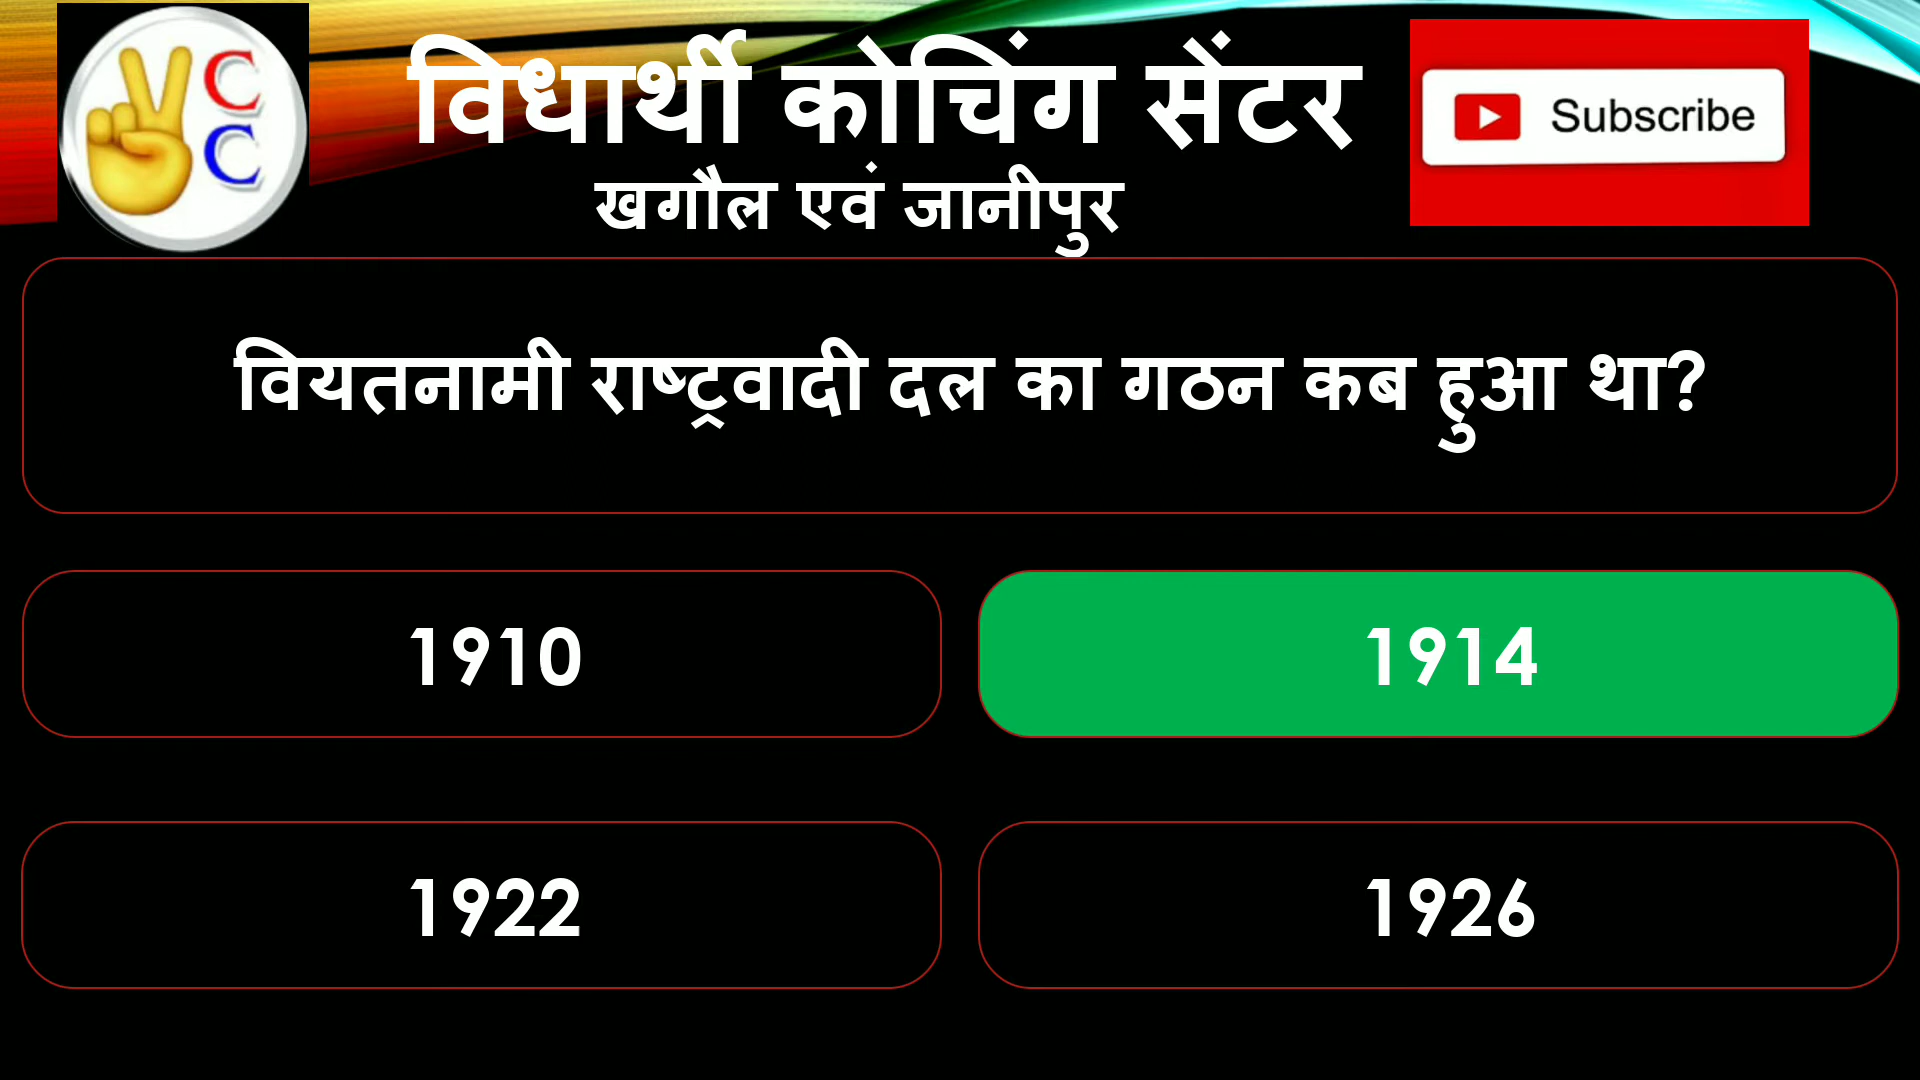 C
C
विधार्थी कोचिंग सेंटर
खगौल एवं जानीपुर
Subscribe
वियतनामी राष्ट्रवादी दल का गठन कब हुआ था?
1910
1914
1922
1926